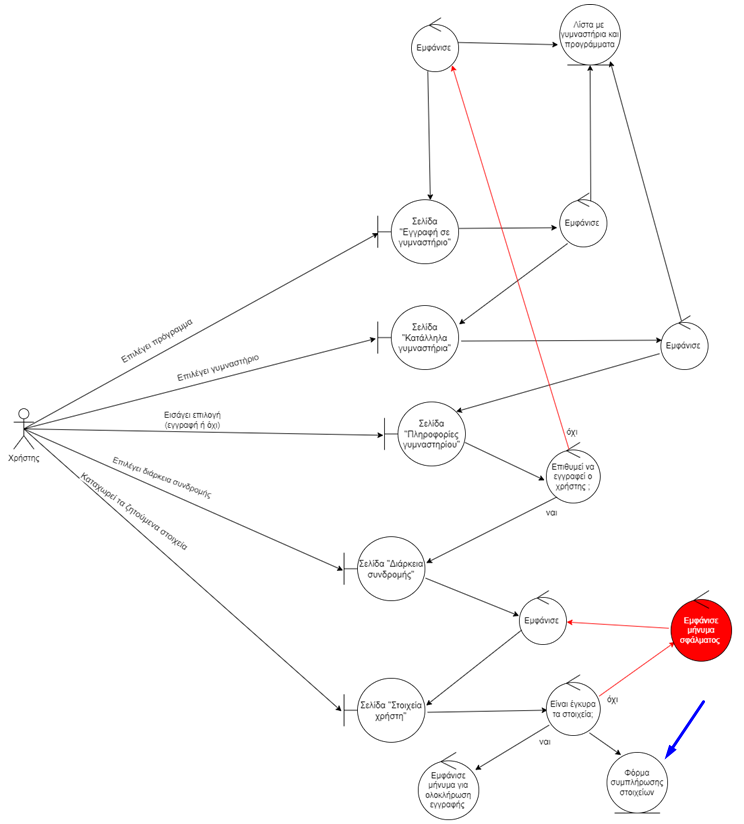 Εμφάνισε
Λίστα με
γυμναστήρια και
προγράμματα
Σελίδα
"Εγγραφή σε
γυμναστήριο"
Εμφάνισε
Επιλέγει πρόγραμμα
Σελίδα
"Κατάλληλα
γυμναστήρια"
Εμφάνισε
Επιλέγει γυμναστήριο
Εισάγει επιλογή
(εγγραφή ή όχι)
Σελίδα
"Πληροφορίες
γυμναστηρίου"
όχι
Χρήστης
Επιθυμεί να
εγγραφεί ο
χρήστης ;
ναι
Επιλέγει διάρκεια συνδρομής
Καταχωρεί τα ζητούμενα στοιχεία
Σελίδα "Διάρκεια
συνδρομής"
Εμφάνισε
Εμφάνισε
μήνυμα
σφάλματος
Σελίδα "Στοιχεία
χρήστη"
Είναι έγκυρα
τα στοιχεία;
όχι
ναι
Εμφάνισε
μήνυμα για
ολοκλήρωση
εγγραφής
Φόρμα
συμπλήρωσης
στοιχείων